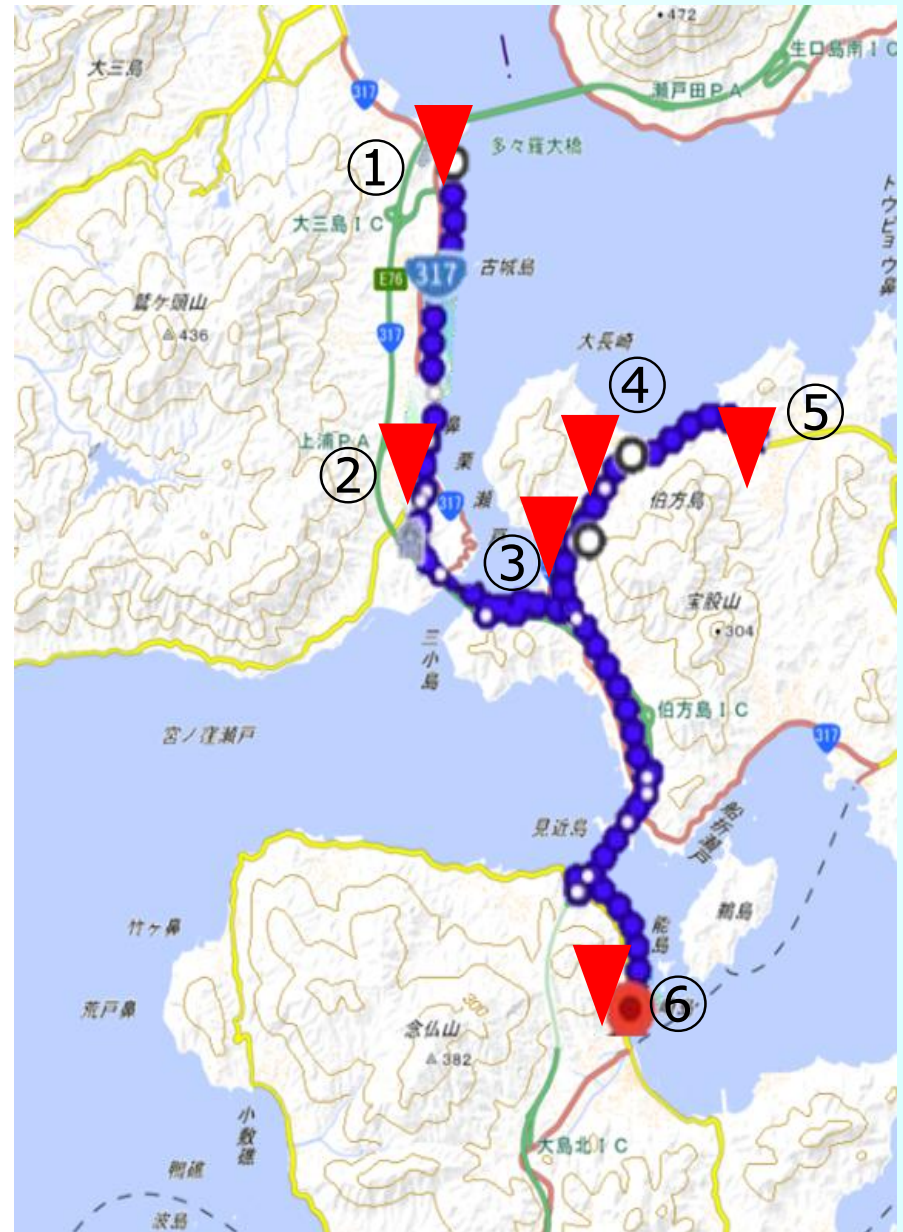 ・472
大三島
生口島南IC
317
瀬戸田PA
多々羅大橋
①
大三島IC
トウビョウ鼻
317
古城島
E76
鷲ケ頭山
436
317
大長崎
④
⑤
上浦PA
鼻栗瀬
②
317
伯方島
③
宝股山
・304
三小島
伯方島IC
317
宮ノ窪瀬戸
見近島
船折瀬戸
鵜島
竹ヶ鼻
能島
⑥
荒戸鼻
300
念仏山
382
小敷礁
大島北IC
鴨礁
波島